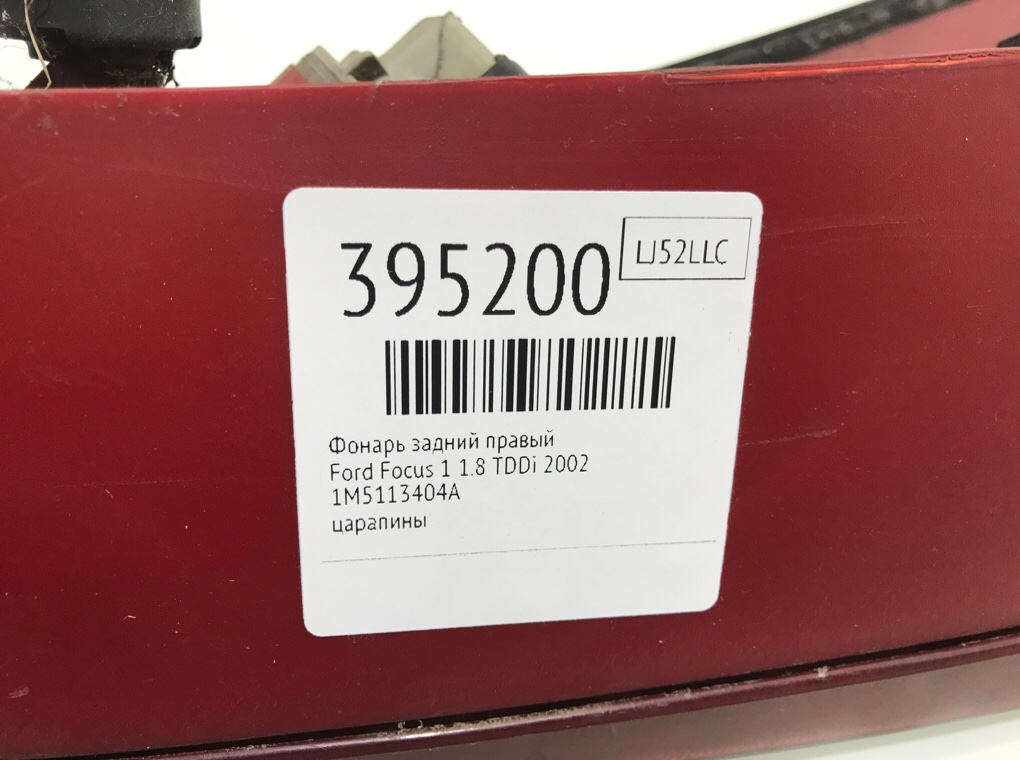 395200
LJ52LLC
Фонарь задний правый
Ford Focus 1 1.8 TDDi 2002
1M5113404A
царапины